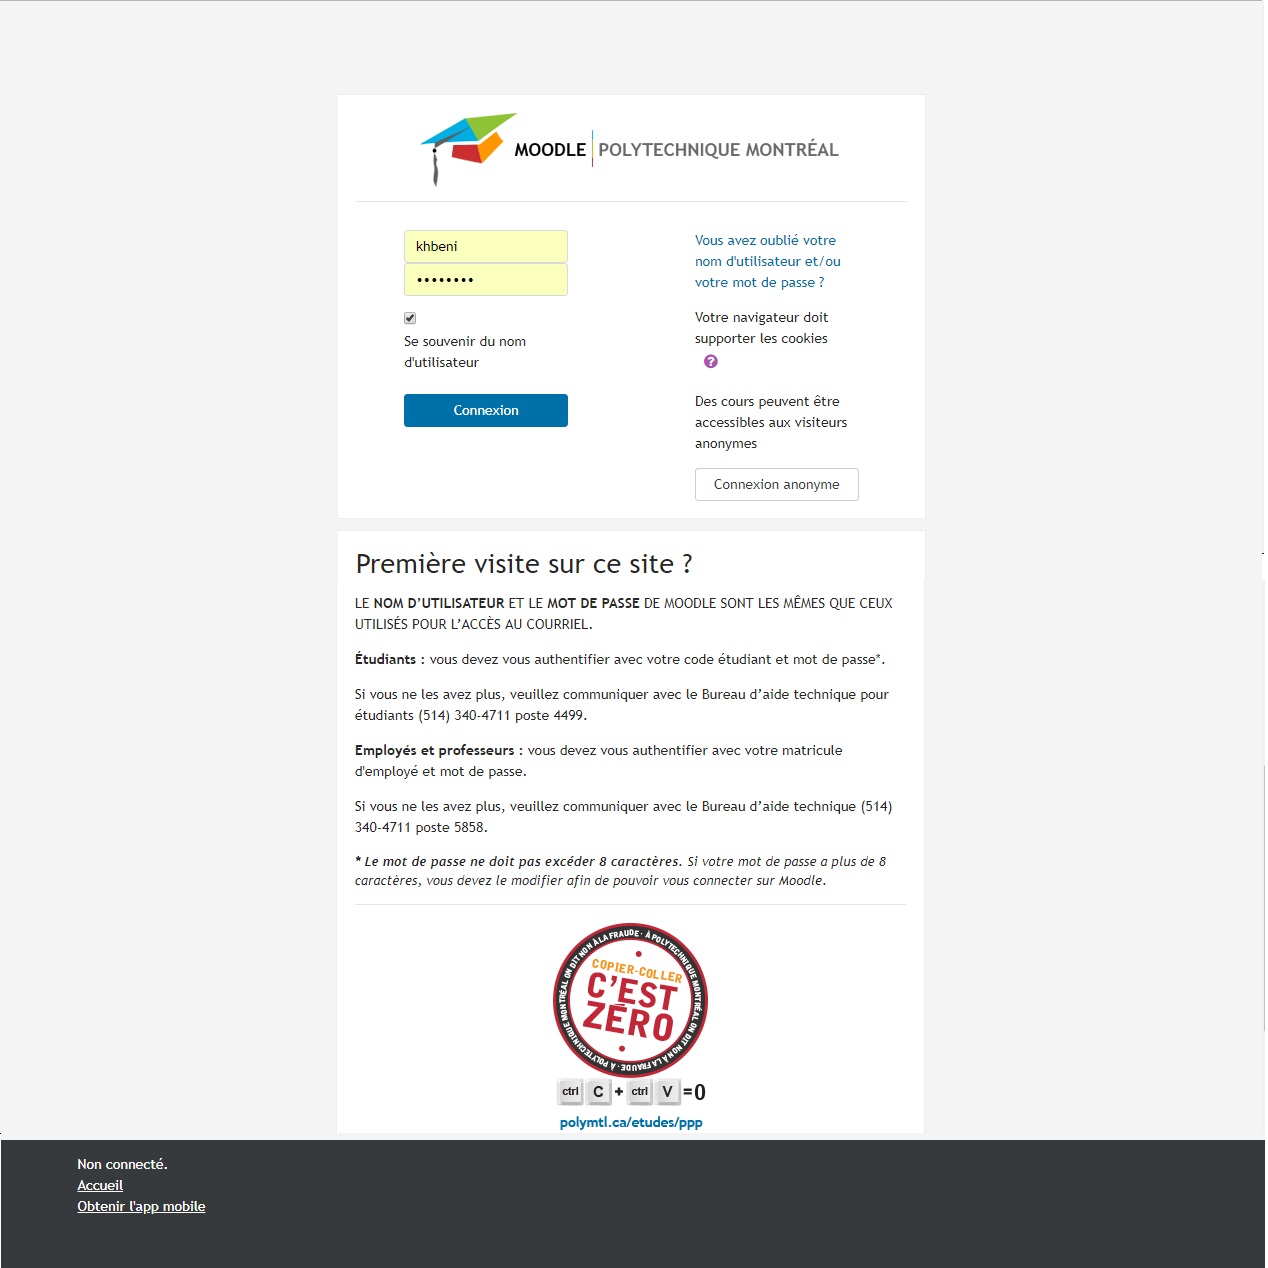 MOODLE POLYTECHNIQUE MONTRÉAL
khbeni
••••••••
Se souvenir du nom
d'utilisateur
Connexion
Vous avez oublié votre
nom d'utilisateur et/ou
votre mot de passe ?
Votre navigateur doit
supporter les cookies
?
Des cours peuvent être
accessibles aux visiteurs
anonymes
Connexion anonyme
Première visite sur ce site ?
LE NOM D’UTILISATEUR ET LE MOT DE PASSE DE MOODLE SONT LES MÊMES QUE CEUX
UTILISÉS POUR L’ACCÈS AU COURRIEL.
Étudiants : vous devez vous authentifier avec votre code étudiant et mot de passe*.
Si vous ne les avez plus, veuillez communiquer avec le Bureau d’aide technique pour
étudiants (514) 340-4711 poste 4499.
Employés et professeurs : vous devez vous authentifier avec votre matricule
d'employé et mot de passe.
Si vous ne les avez plus, veuillez communiquer avec le Bureau d’aide technique (514)
340-4711 poste 5858.
* Le mot de passe ne doit pas excéder 8 caractères. Si votre mot de passe a plus de 8
caractères, vous devez le modifier afin de pouvoir vous connecter sur Moodle.
À POLYTECHNIQUE MONTRÉAL ON DIT NON À LA FRAUDE · À POLYTECHNIQUE MONTRÉAL ON DIT NON À LA FRAUDE ·
COPIER-COLLER
C’EST
ZÉRO
ctrl C + ctrl V =0
polymtl.ca/etudes/ppp
Non connecté.
Accueil
Obtenir l'app mobile